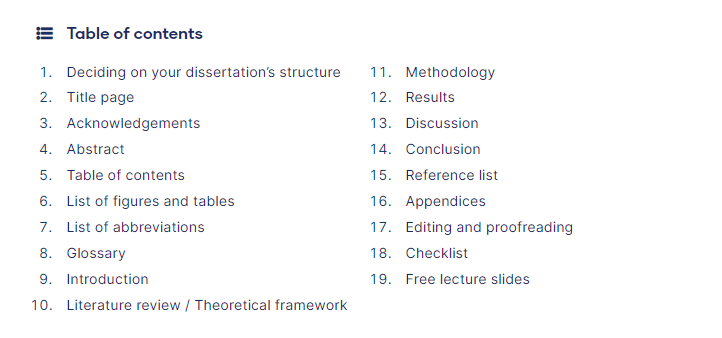 Table of contents
1. Deciding on your dissertation’s structure
2. Title page
3. Acknowledgements
4. Abstract
5. Table of contents
6. List of figures and tables
7. List of abbreviations
8. Glossary
9. Introduction
10. Literature review / Theoretical framework
11. Methodology
12. Results
13. Discussion
14. Conclusion
15. Reference list
16. Appendices
17. Editing and proofreading
18. Checklist
19. Free lecture slides